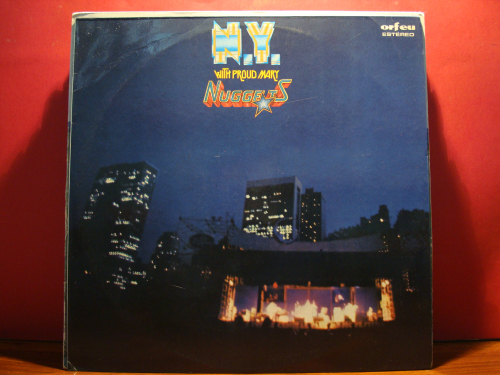 orfeu
ESTEREO
N.Y.
WITH PROUD MARY
NUGGETS